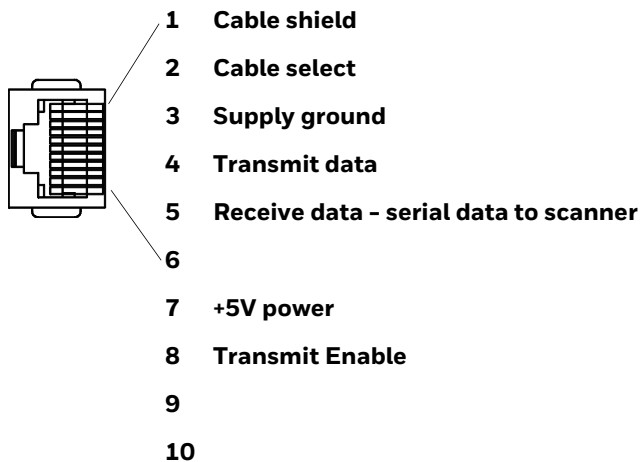 1 Cable shield
2 Cable select
3 Supply ground
4 Transmit data
5 Receive data - serial data to scanner
6
7 +5V power
8 Transmit Enable
9
10